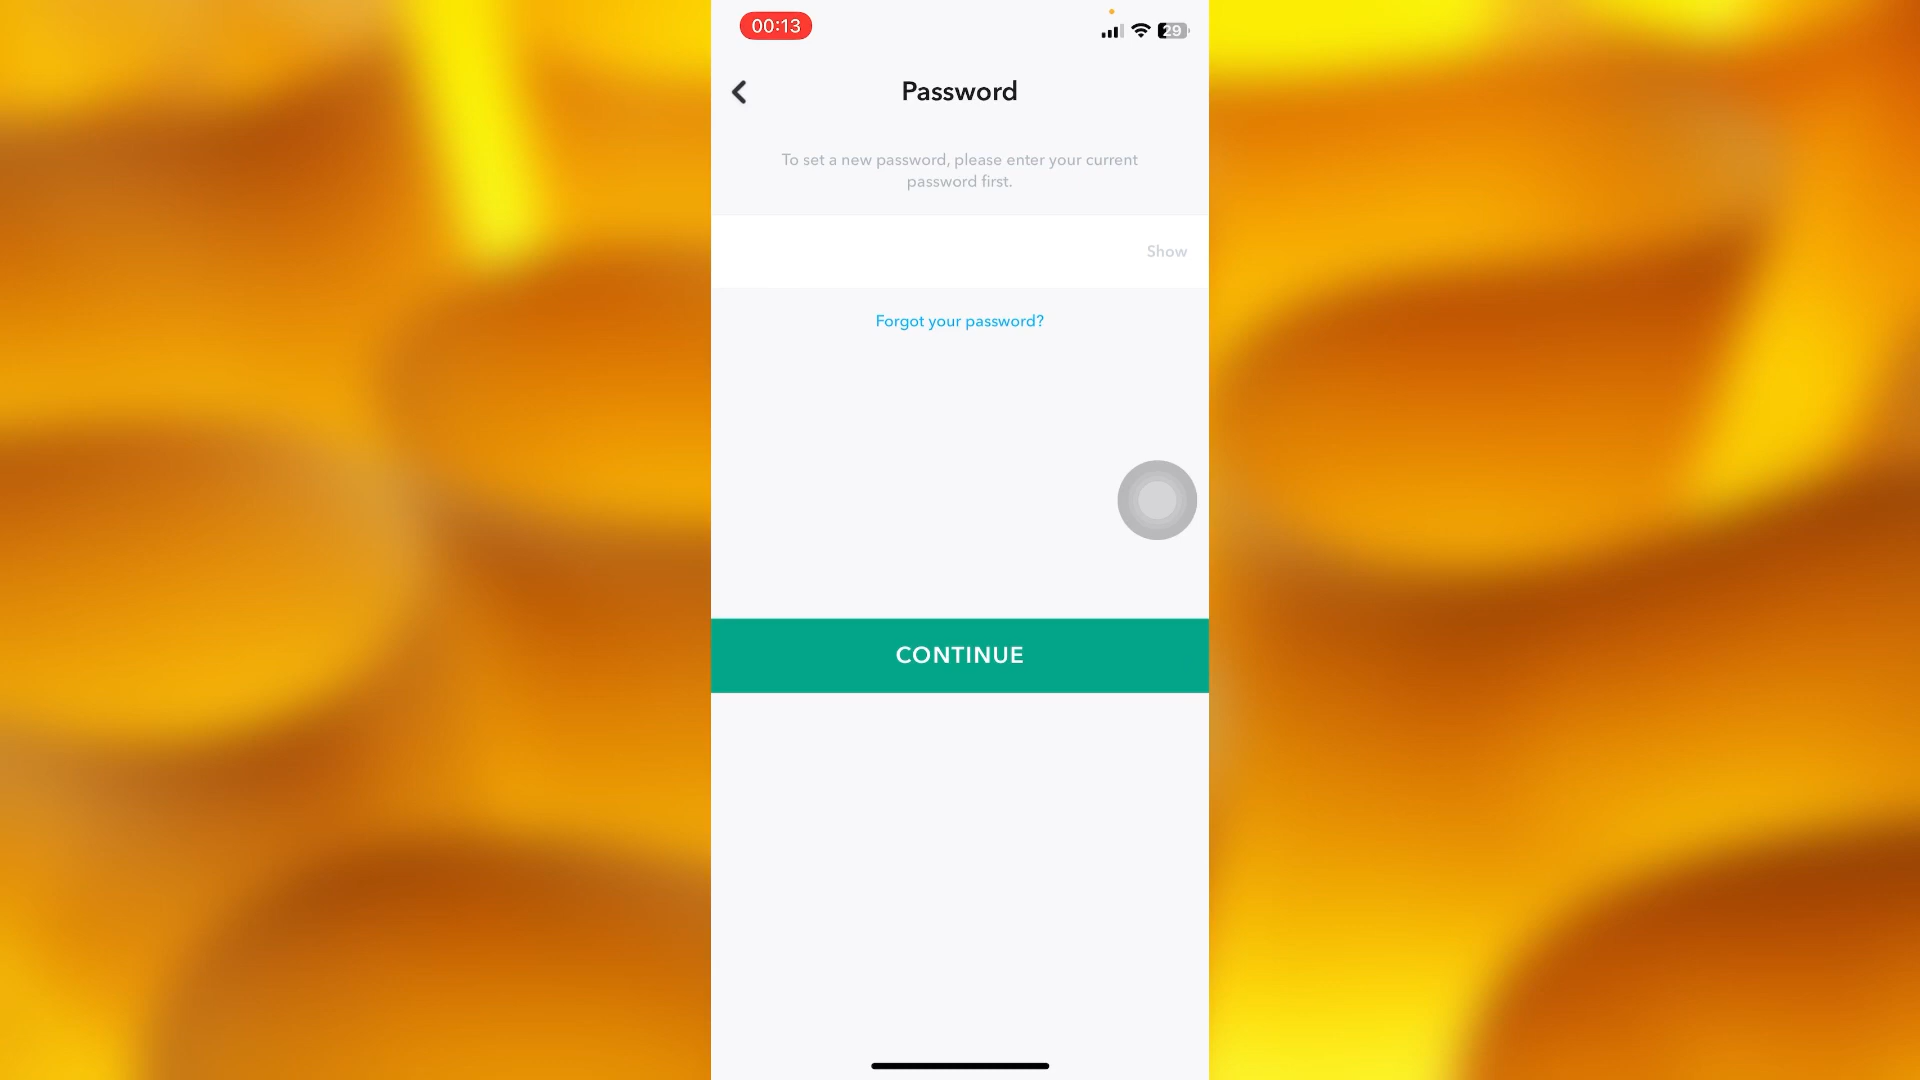 00:13
29
Password
To set a new password, please enter your current
password first.
Show
Forgot your password?
CONTINUE